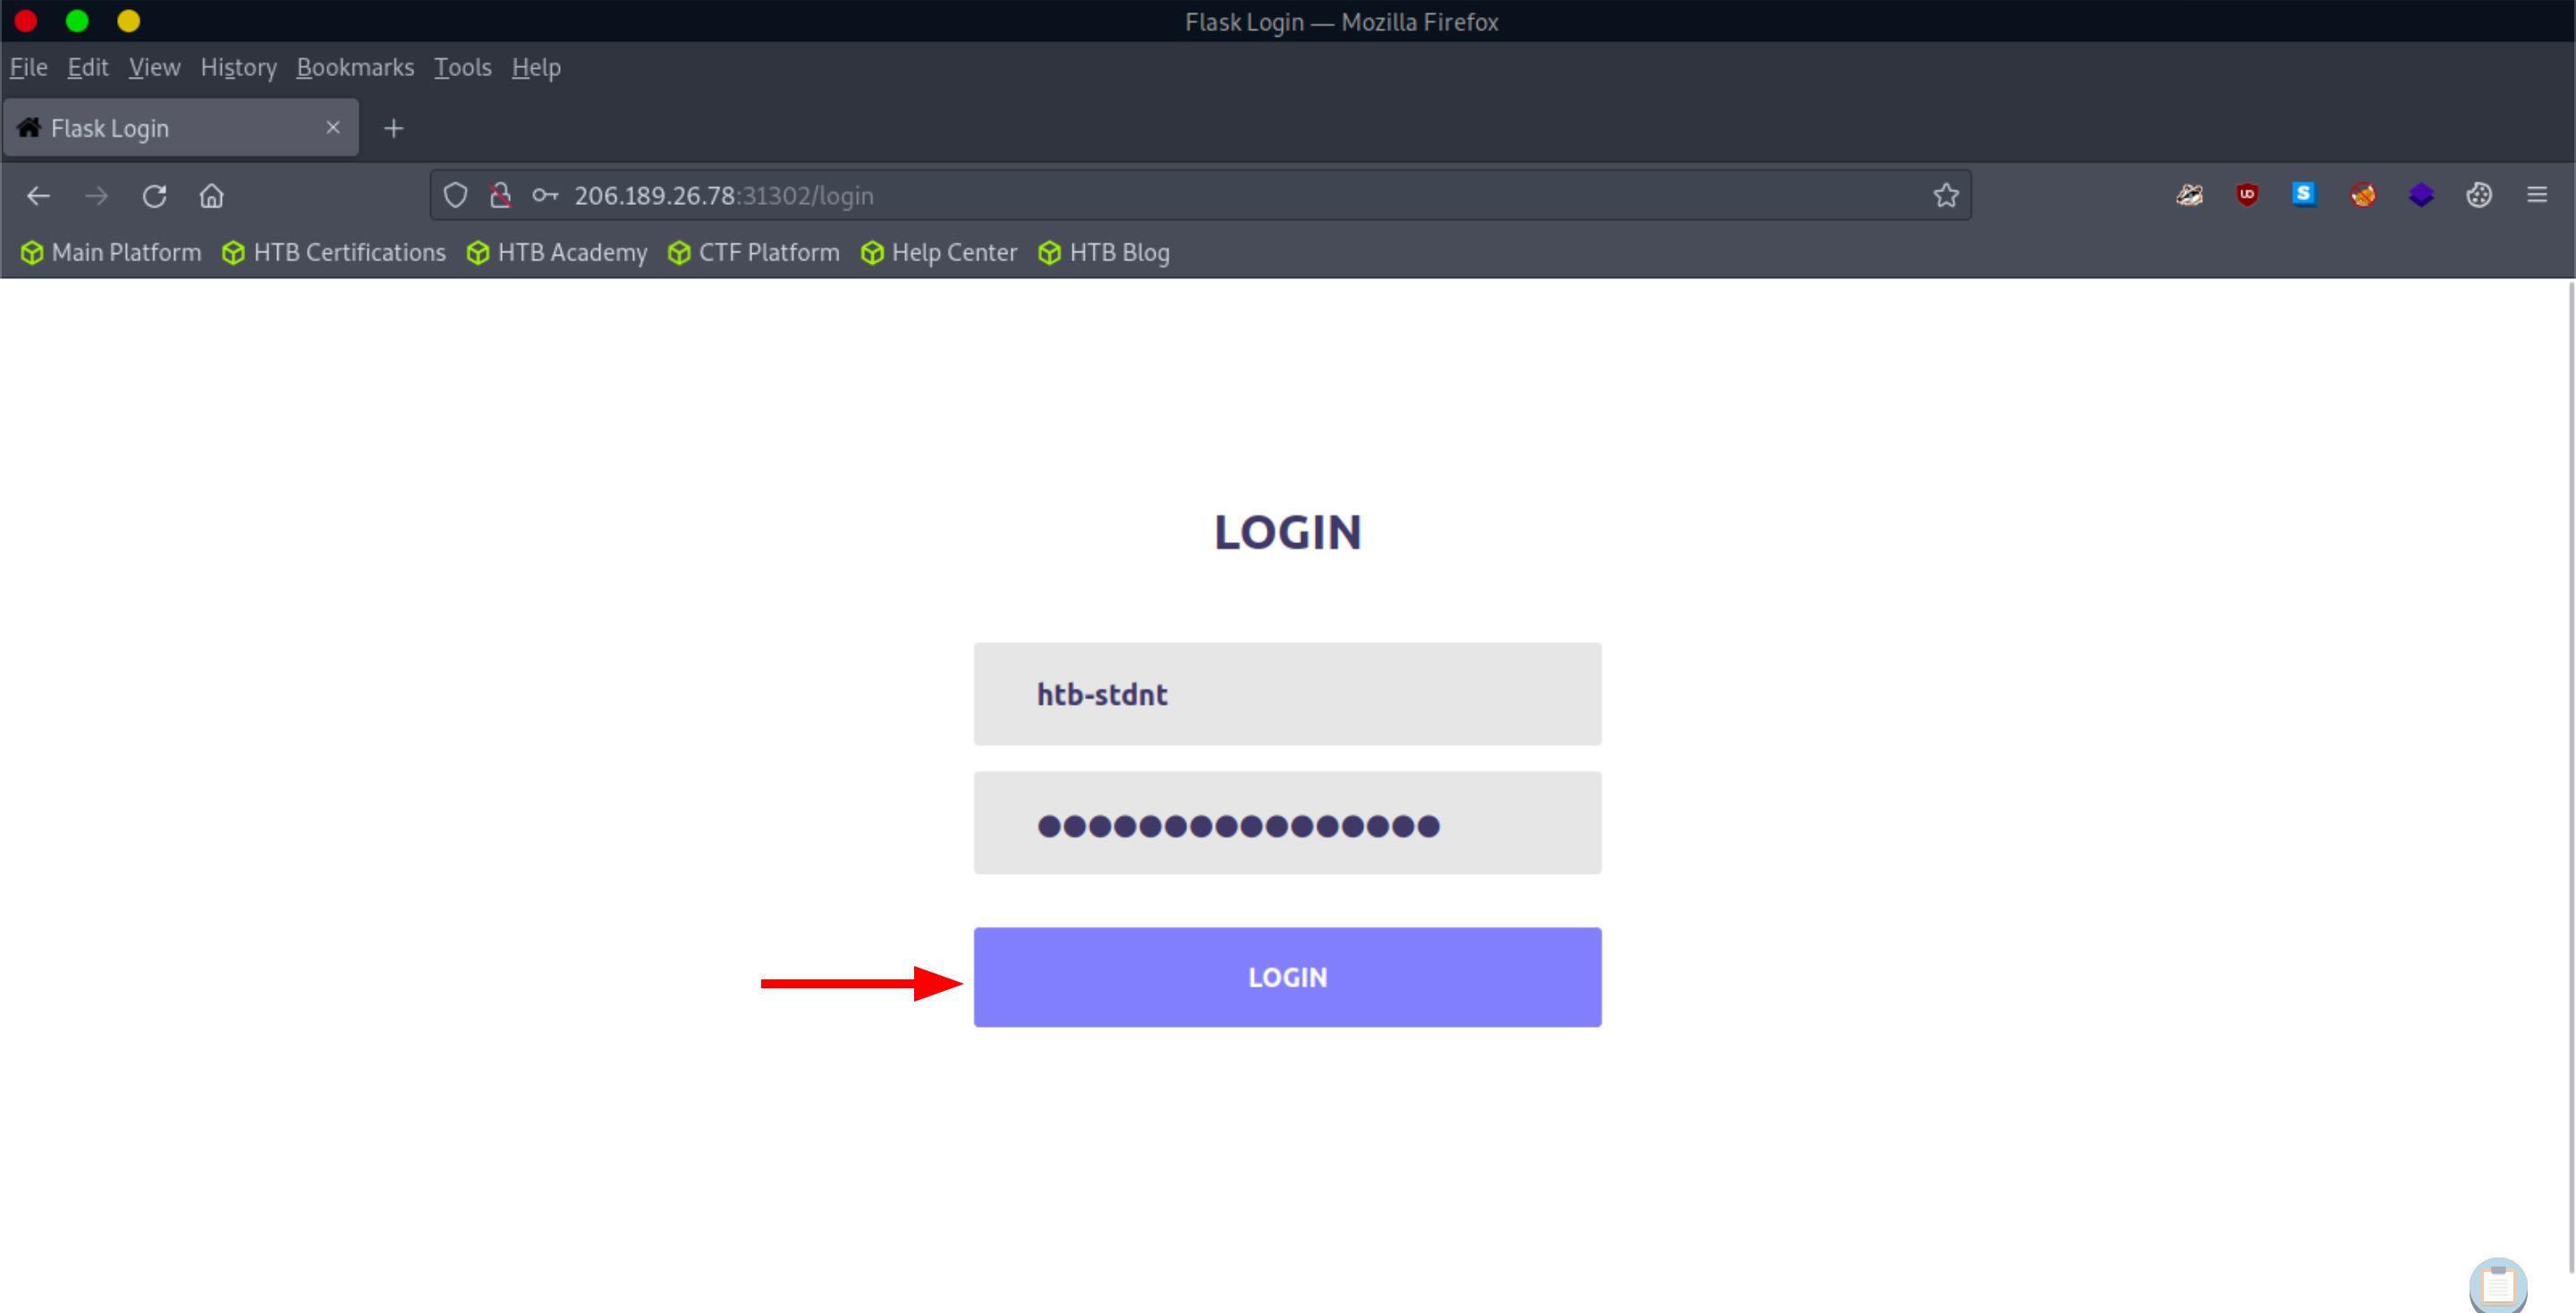 Flask Login — Mozilla Firefox
File Edit View History Bookmarks Tools Help
Flask Login
206.189.26.78:31302/login
Main Platform HTB Certifications HTB Academy CTF Platform Help Center HTB Blog
LOGIN
htb-stdnt
LOGIN